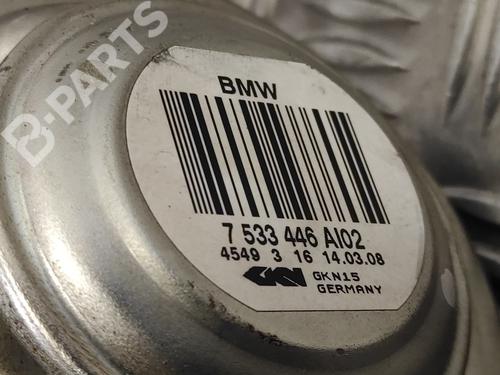 B-PARTS
BMW
7 533 446 AI02
4549 3 16 14.03.08
GKN GKN15
GERMANY